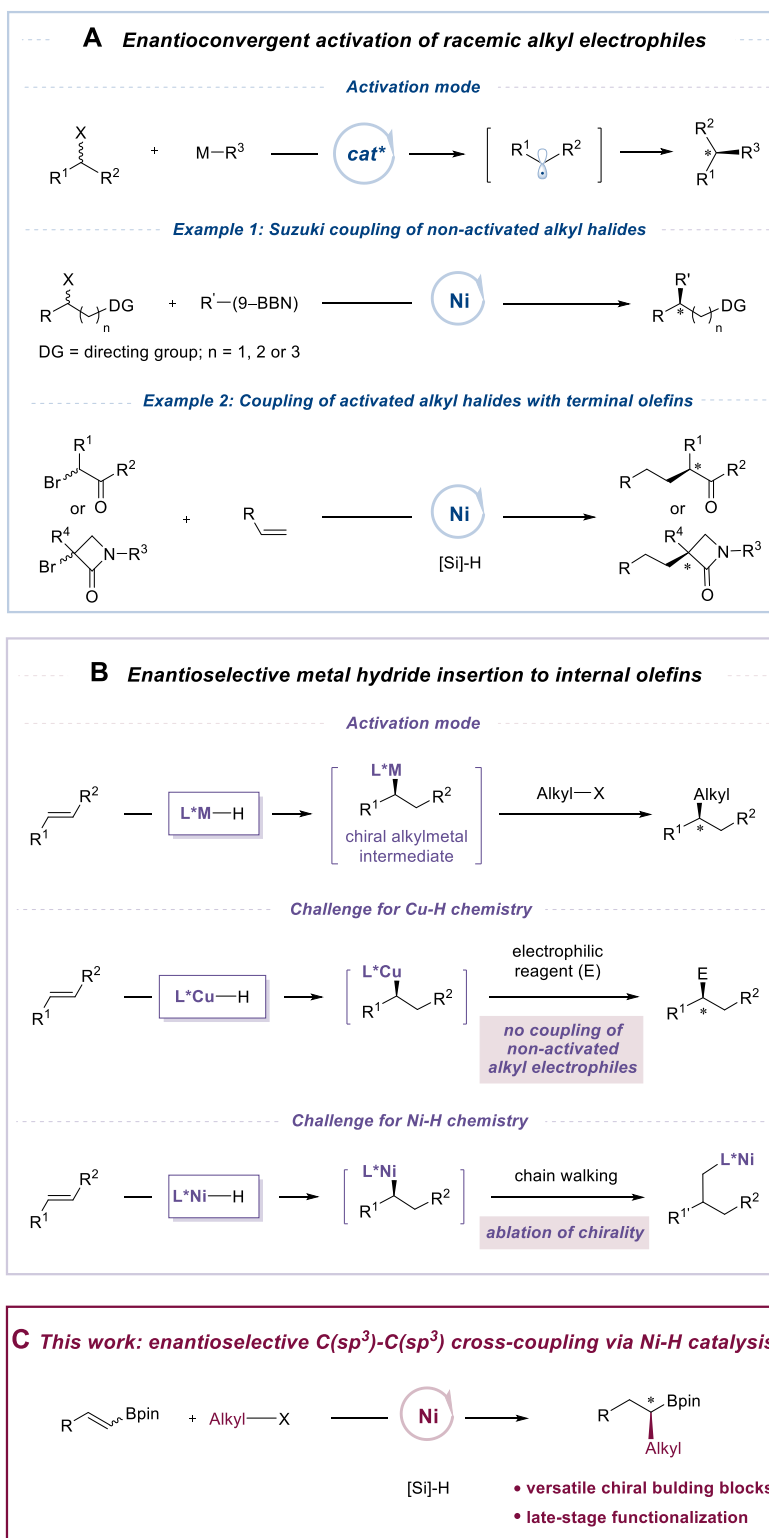 A Enantioconvergent activation of racemic alkyl electrophiles
Activation mode
X
R1 R2
+
M–R3
cat*
R1 R2
R2
* R3
R1
Example 1: Suzuki coupling of non-activated alkyl halides
X
R DG
n
+
R'–(9–BBN)
Ni
R'
R * DG
n
DG = directing group; n = 1, 2 or 3
Example 2: Coupling of activated alkyl halides with terminal olefins
R1
Br R2
O
or
R4
Br N–R3
O
+
R
Ni
[Si]-H
R1
* R2
R O
or
R4
N–R3
R *
O
B Enantioselective metal hydride insertion to internal olefins
Activation mode
R2
R1
L*M–H
L*M
R1 R2
chiral alkylmetal
intermediate
Alkyl–X
Alkyl
R1 * R2
Challenge for Cu-H chemistry
R2
R1
L*Cu–H
L*Cu
R1 R2
electrophilic
reagent (E)
no coupling of
non-activated
alkyl electrophiles
E
R1 * R2
Challenge for Ni-H chemistry
R2
R1
L*Ni–H
L*Ni
R1 R2
chain walking
ablation of chirality
L*Ni
R1' R2
C This work: enantioselective C(sp3)-C(sp3) cross-coupling via Ni-H catalysis
R Bpin
+
Alkyl–X
Ni
[Si]-H
* Bpin
R
Alkyl
• versatile chiral bulding blocks
• late-stage functionalization